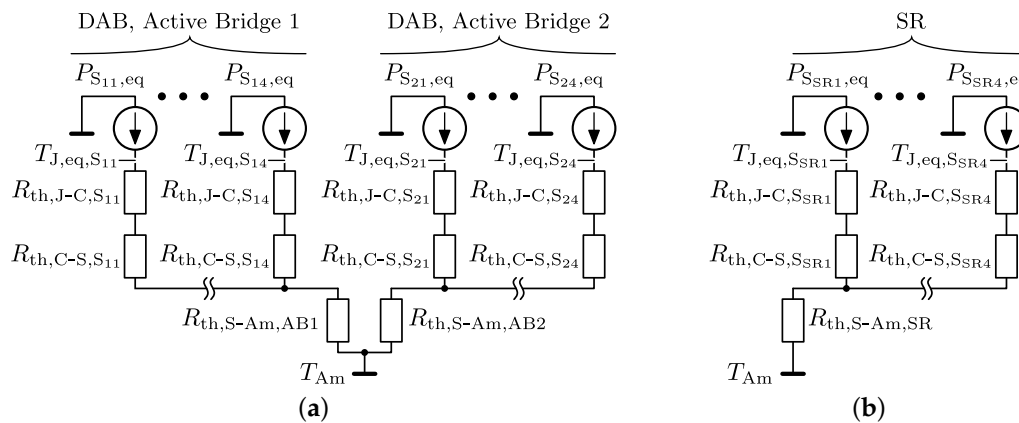 DAB, Active Bridge 1 DAB, Active Bridge 2 SR
P_S11,eq P_S14,eq P_S21,eq P_S24,eq P_SSR1,eq P_SSR4,e
T_J,eq,S11 T_J,eq,S14 T_J,eq,S21 T_J,eq,S24 T_J,eq,SSR1 T_J,eq,SSR4
R_th,J-C,S11 R_th,J-C,S14 R_th,J-C,S21 R_th,J-C,S24 R_th,J-C,SSR1 R_th,J-C,SSR4
R_th,C-S,S11 R_th,C-S,S14 R_th,C-S,S21 R_th,C-S,S24 R_th,C-S,SSR1 R_th,C-S,SSR4
R_th,S-Am,AB1 R_th,S-Am,AB2 R_th,S-Am,SR
T_Am T_Am
(a) (b)